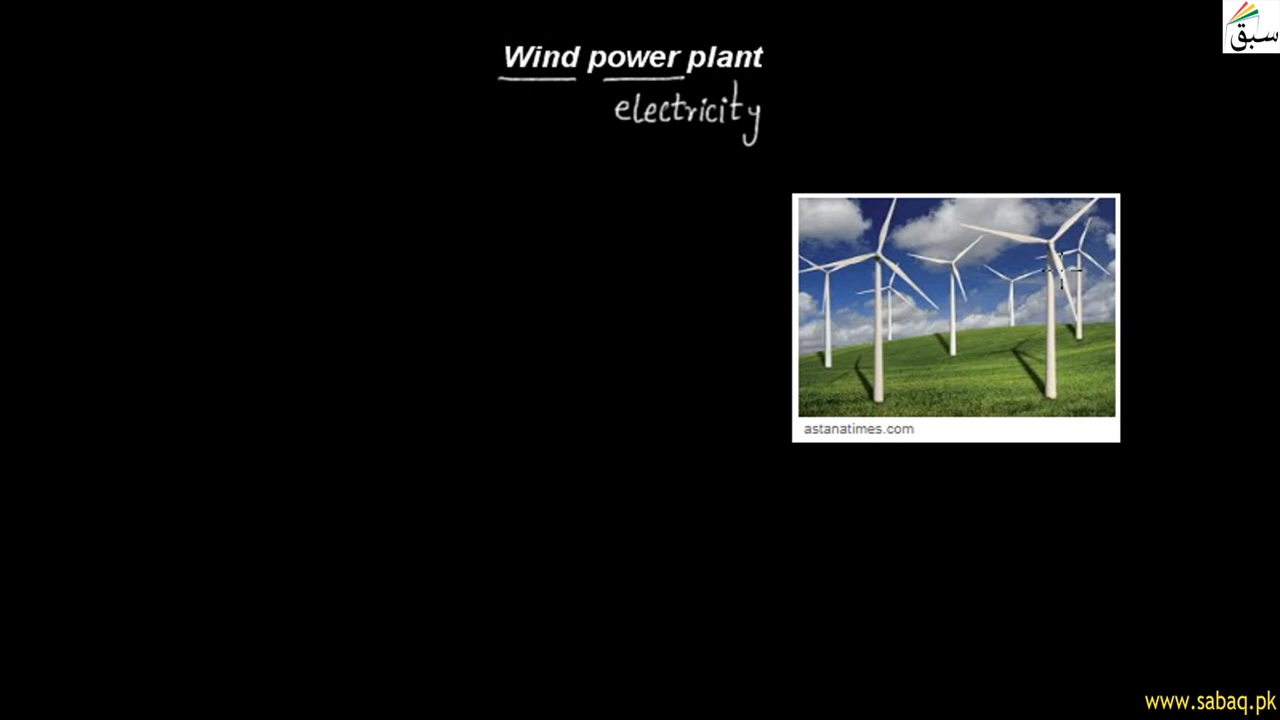 سبق
Wind power plant
electricity
astanatimes.com
www.sabaq.pk